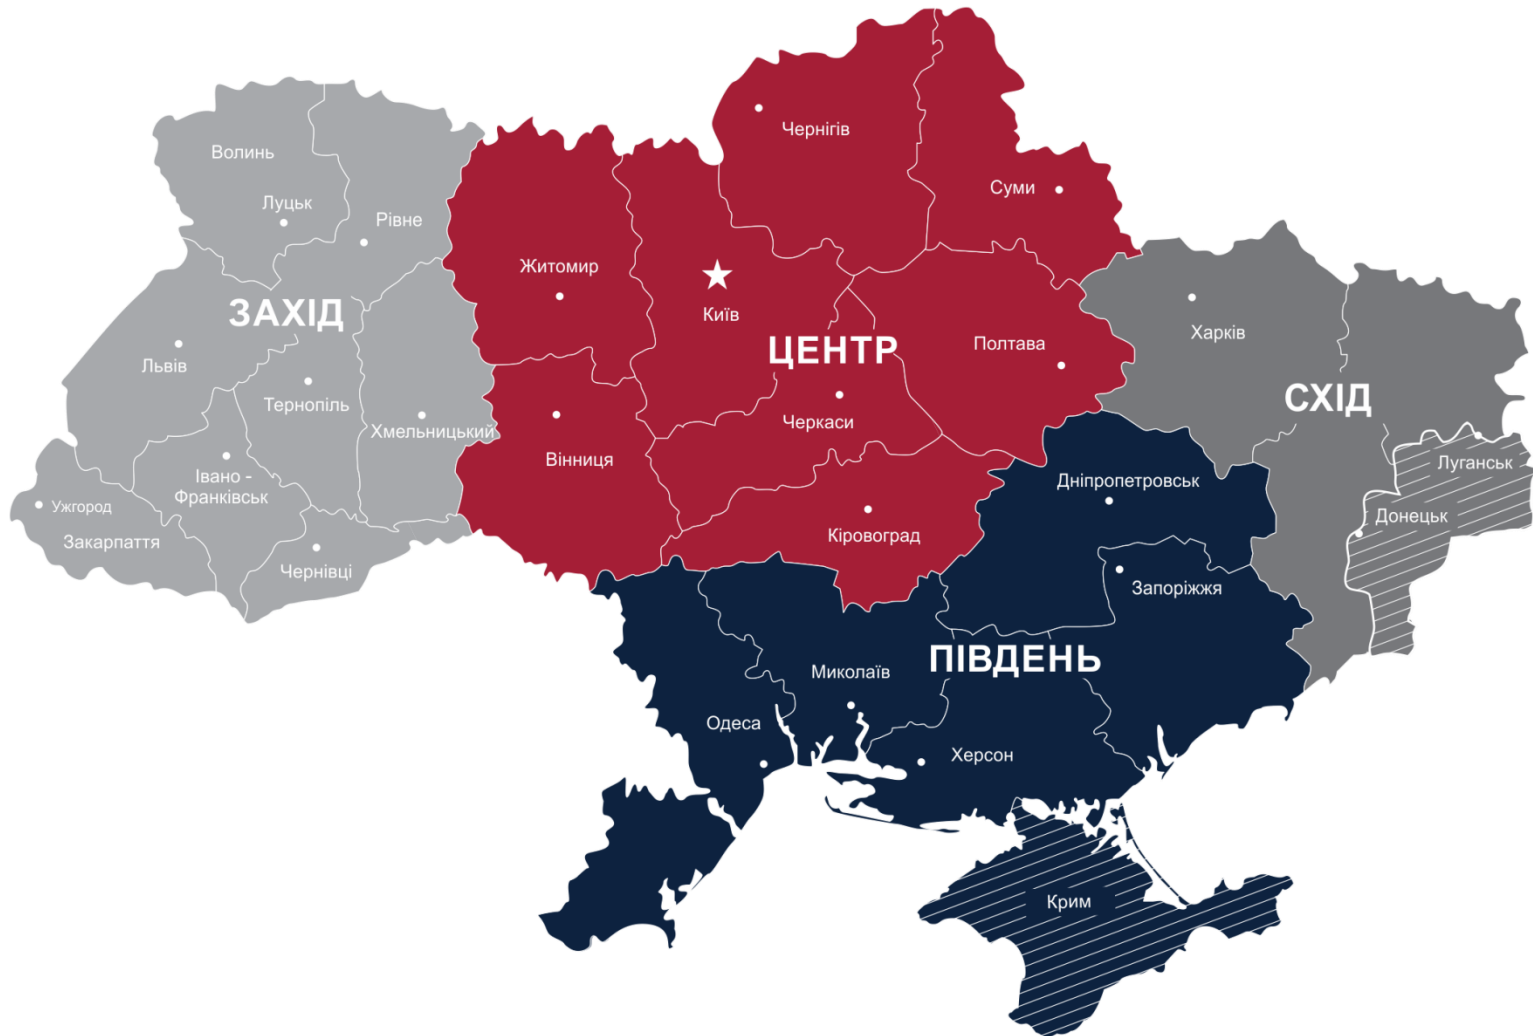 Чернігів
Волинь
Суми
Луцьк
Рівне
Житомир
ЗАХІД
Київ
Харків
ЦЕНТР
Полтава
Львів
СХІД
Тернопіль
Черкаси
Хмельницький
Вінниця
Луганськ
Івано -
Франківськ
Дніпропетровськ
Ужгород
Донецьк
Кіровоград
Закарпаття
Чернівці
Запоріжжя
ПІВДЕНЬ
Миколаїв
Одеса
Херсон
Крим